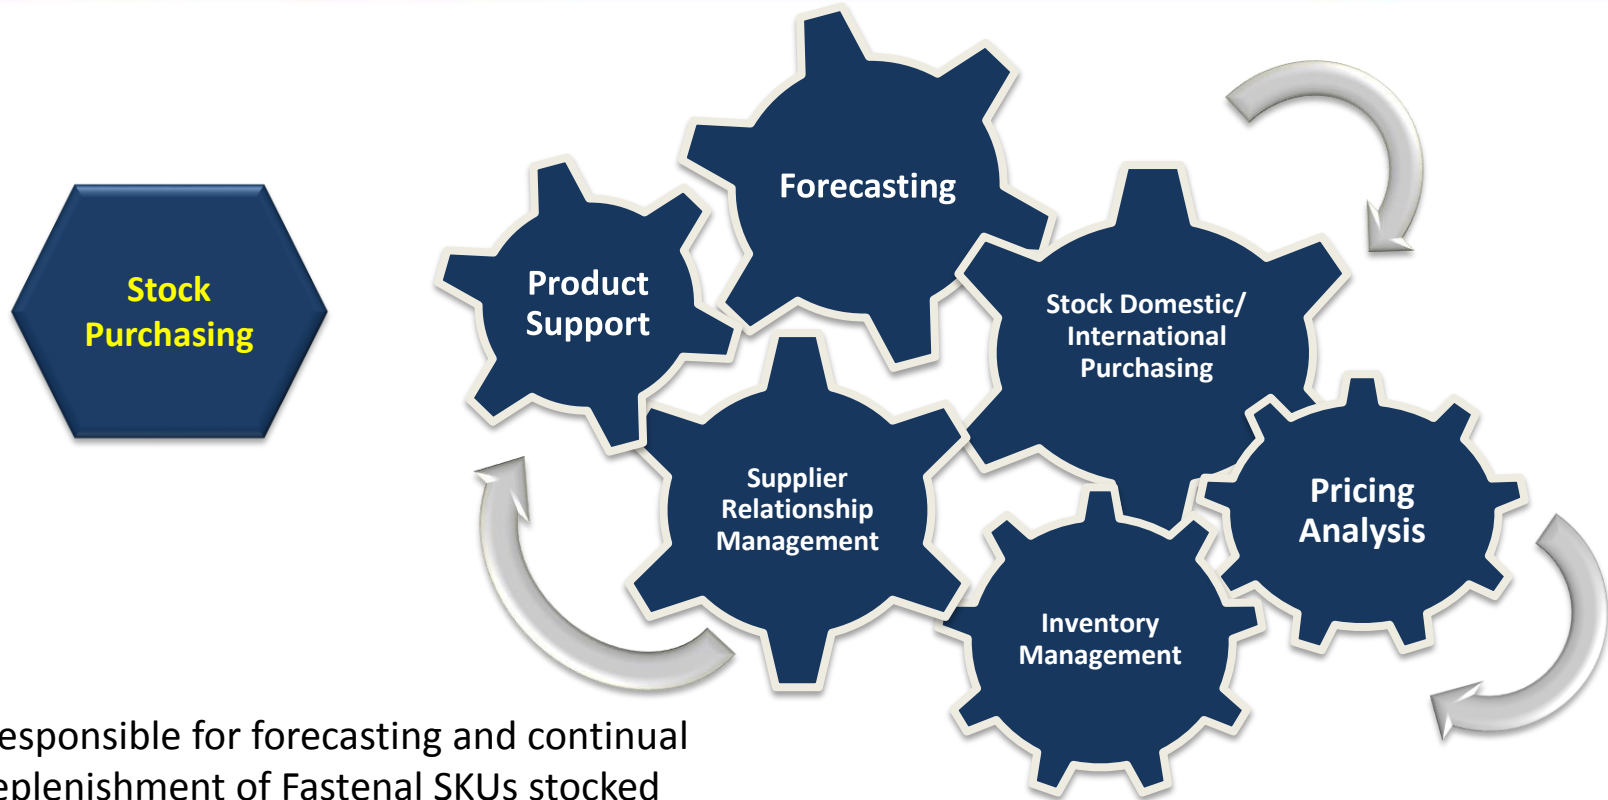 Stock
Purchasing
Forecasting
Product
Support
Stock Domestic/
International
Purchasing
Supplier
Relationship
Management
Pricing
Analysis
Inventory
Management
esponsible for forecasting and continual
eplenishment of Fastenal SKUs stocked